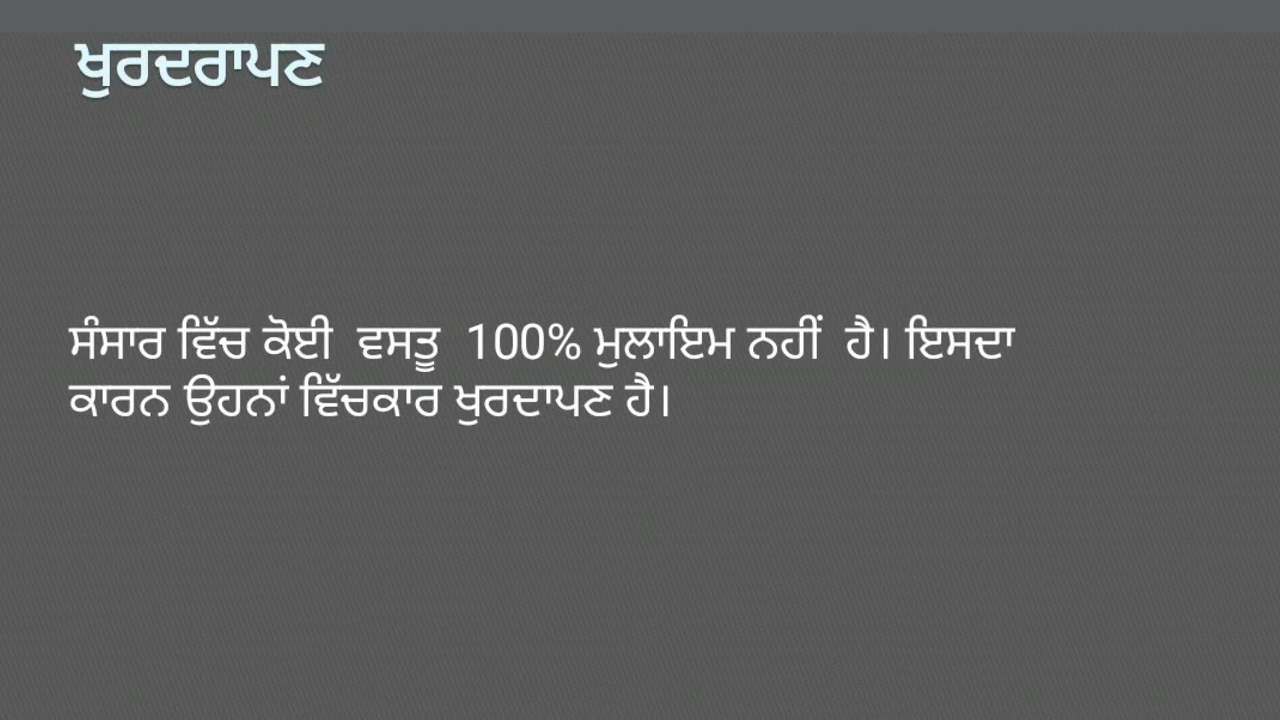 ਖੁਰਦਰਾਪਣ
ਸੰਸਾਰ ਵਿੱਚ ਕੋਈ ਵਸਤੂ 100% ਮੁਲਾਇਮ ਨਹੀਂ ਹੈ। ਇਸਦਾ
ਕਾਰਨ ਉਹਨਾਂ ਵਿੱਚਕਾਰ ਖੁਰਦਾਪਣ ਹੈ।